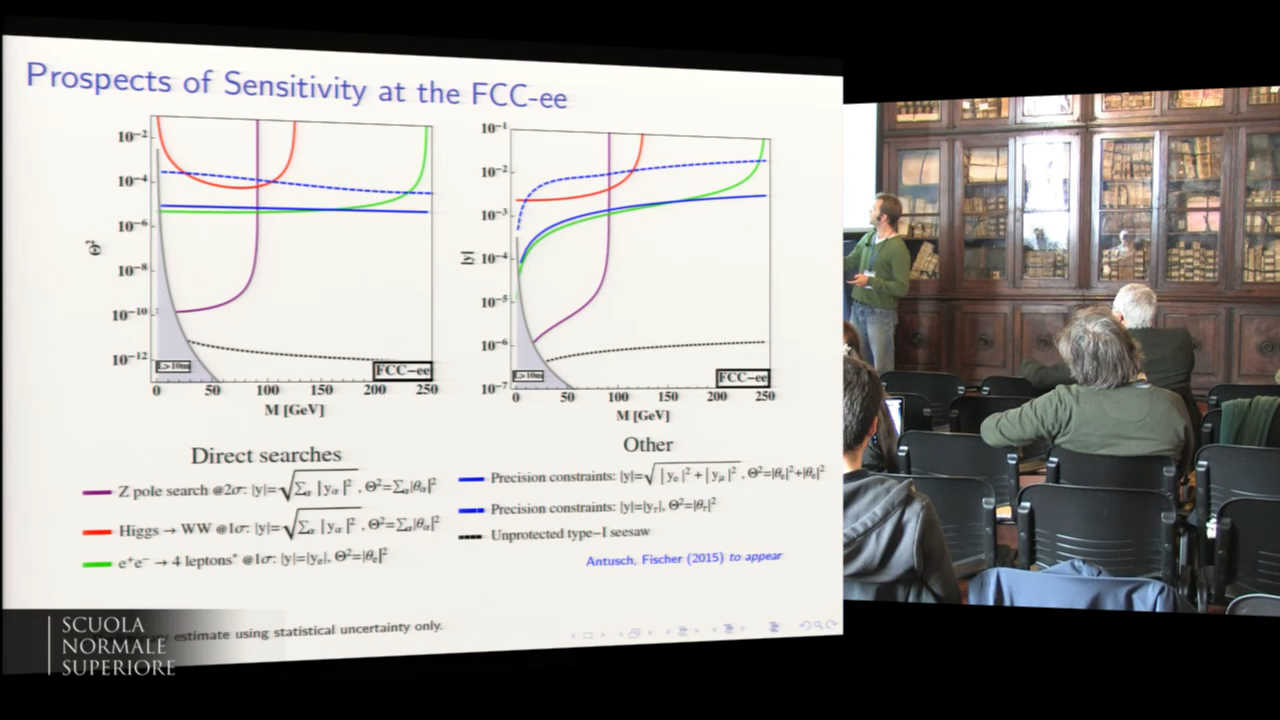 Prospects of Sensitivity at the FCC-ee
10⁻²
10⁻⁴
10⁻⁶
10⁻⁸
10⁻¹⁰
10⁻¹²
Θ²
L>10m
FCC-ee
0 50 100 150 200 250
M [GeV]
10⁻¹
10⁻²
10⁻³
10⁻⁴
10⁻⁵
10⁻⁶
10⁻⁷
|y|
L>10m
FCC-ee
0 50 100 150 200 250
M [GeV]
Direct searches
Z pole search @2σ: |y|=√Σα |yα|² , Θ²=Σα|θα|²
Higgs → WW @1σ: |y|=√Σα |yα|² , Θ²=Σα|θα|²
e⁺e⁻ → 4 leptons* @1σ: |y|=|yₑ|, Θ²=|θₑ|²
Other
Precision constraints: |y|=√|yₑ|²+|yμ|² , Θ²=|θₑ|²+|θₑ|²
Precision constraints: |y|=|yτ|, Θ²=|θτ|²
Unprotected type−I seesaw
Antusch, Fischer (2015) to appear
estimate using statistical uncertainty only.
SCUOLA
NORMALE
SUPERIORE